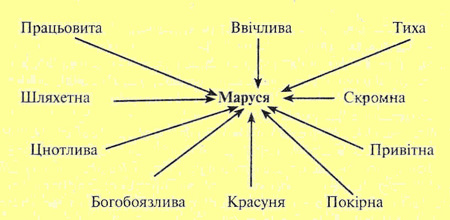 Працьовита Ввічлива Тиха
Шляхетна Маруся Скромна
Цнотлива Привітна
Богобоязлива Красуня Покірна